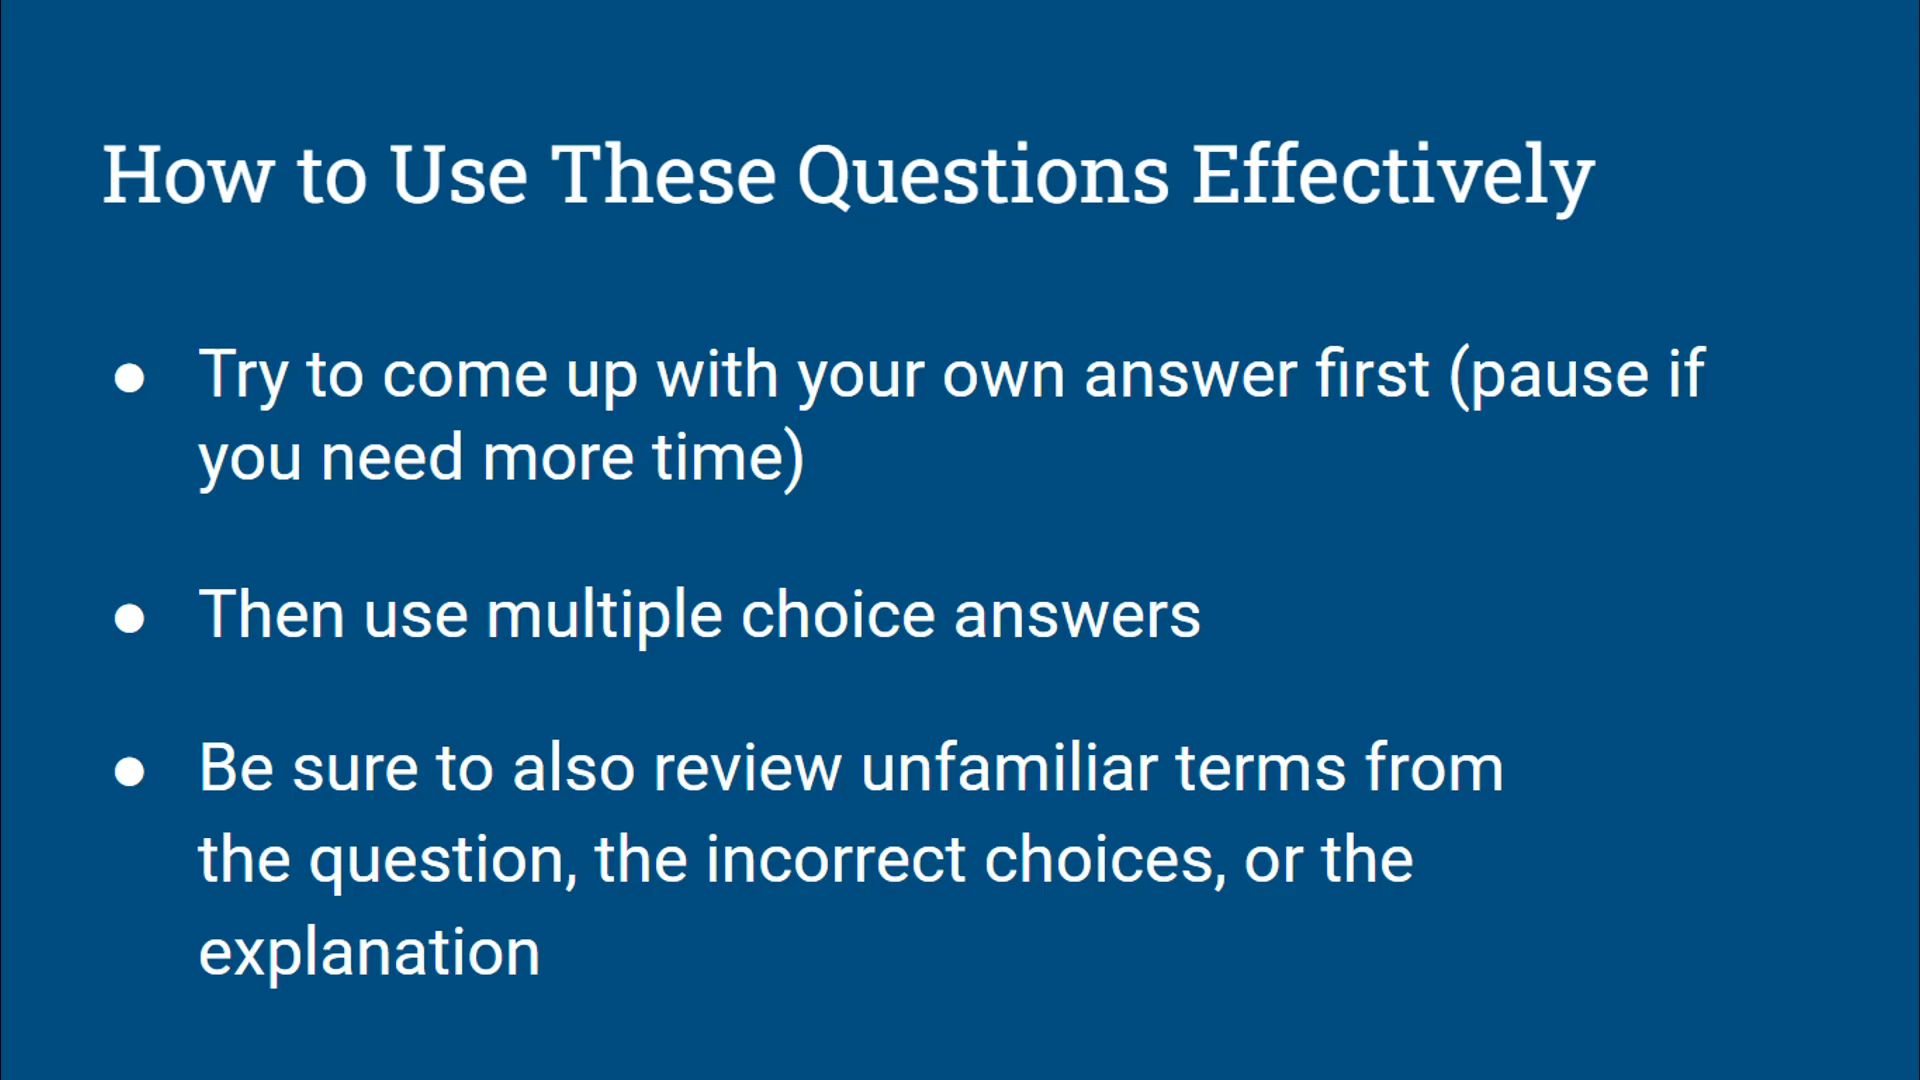 How to Use These Questions Effectively
● Try to come up with your own answer first (pause if
you need more time)
● Then use multiple choice answers
● Be sure to also review unfamiliar terms from
the question, the incorrect choices, or the
explanation